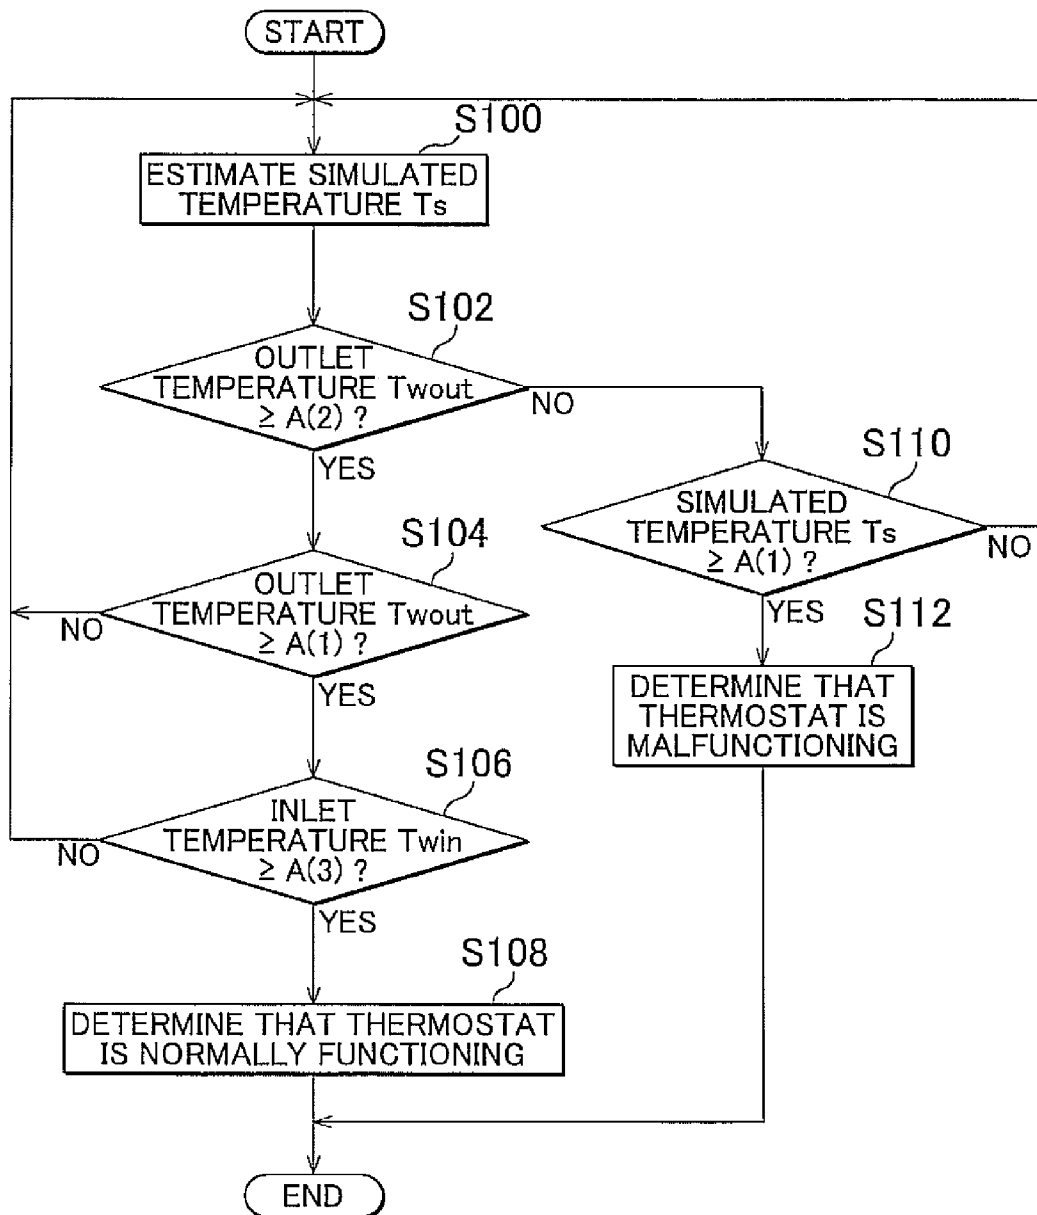 START
S100
ESTIMATE SIMULATED
TEMPERATURE Ts
S102
OUTLET
TEMPERATURE Twout
≥ A(2) ?
NO
YES
S110
SIMULATED
TEMPERATURE Ts
≥ A(1) ?
NO
YES
S104
OUTLET
TEMPERATURE Twout
≥ A(1) ?
NO
YES
S112
DETERMINE THAT
THERMOSTAT IS
MALFUNCTIONING
S106
INLET
TEMPERATURE Twin
≥ A(3) ?
NO
YES
S108
DETERMINE THAT THERMOSTAT
IS NORMALLY FUNCTIONING
END